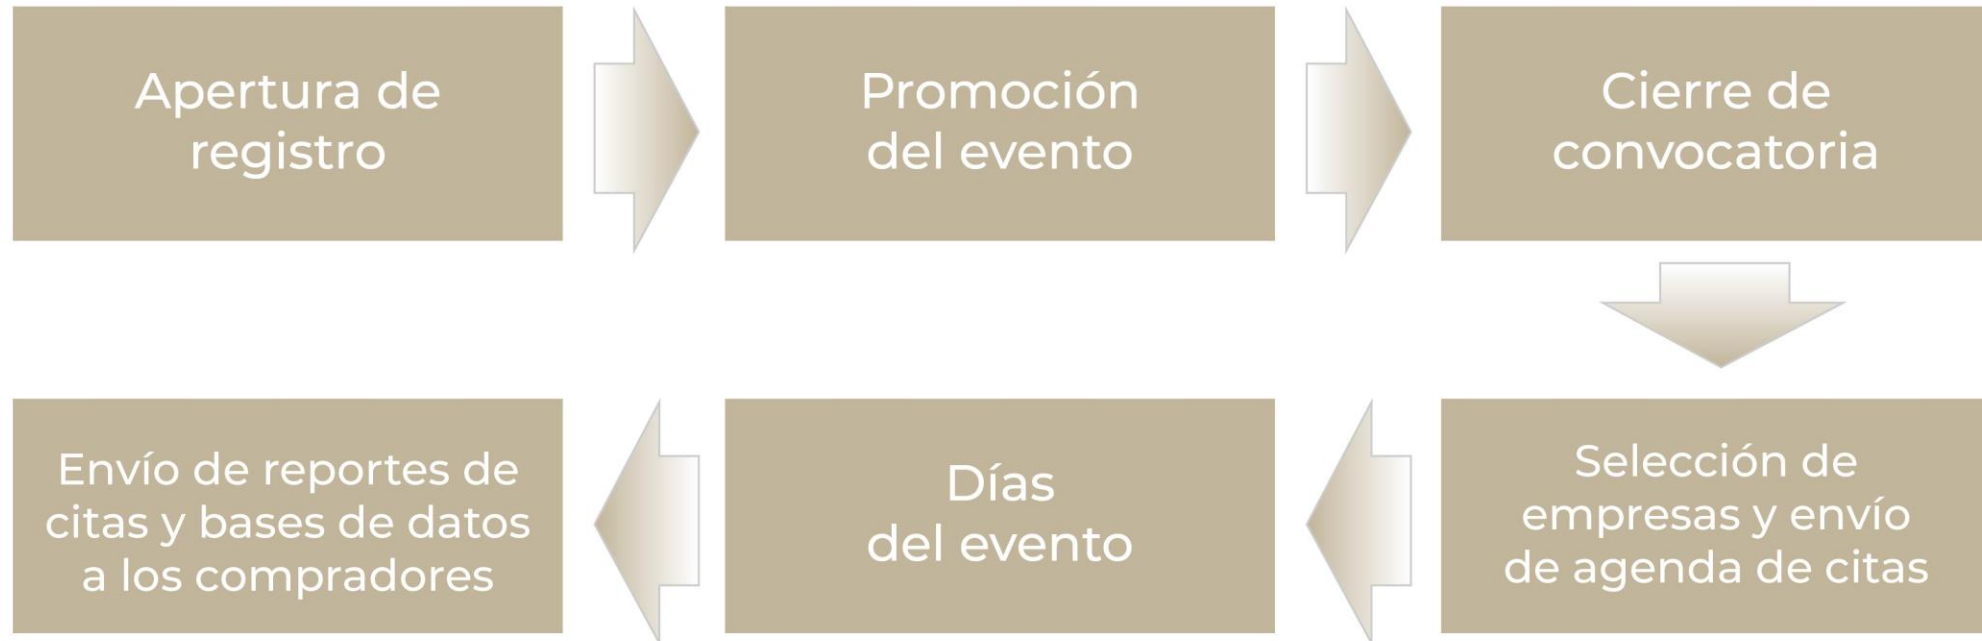 Apertura de
registro
Promoción
del evento
Cierre de
convocatoria
Selección de
empresas y envío
de agenda de citas
Días
del evento
Envío de reportes de
citas y bases de datos
a los compradores